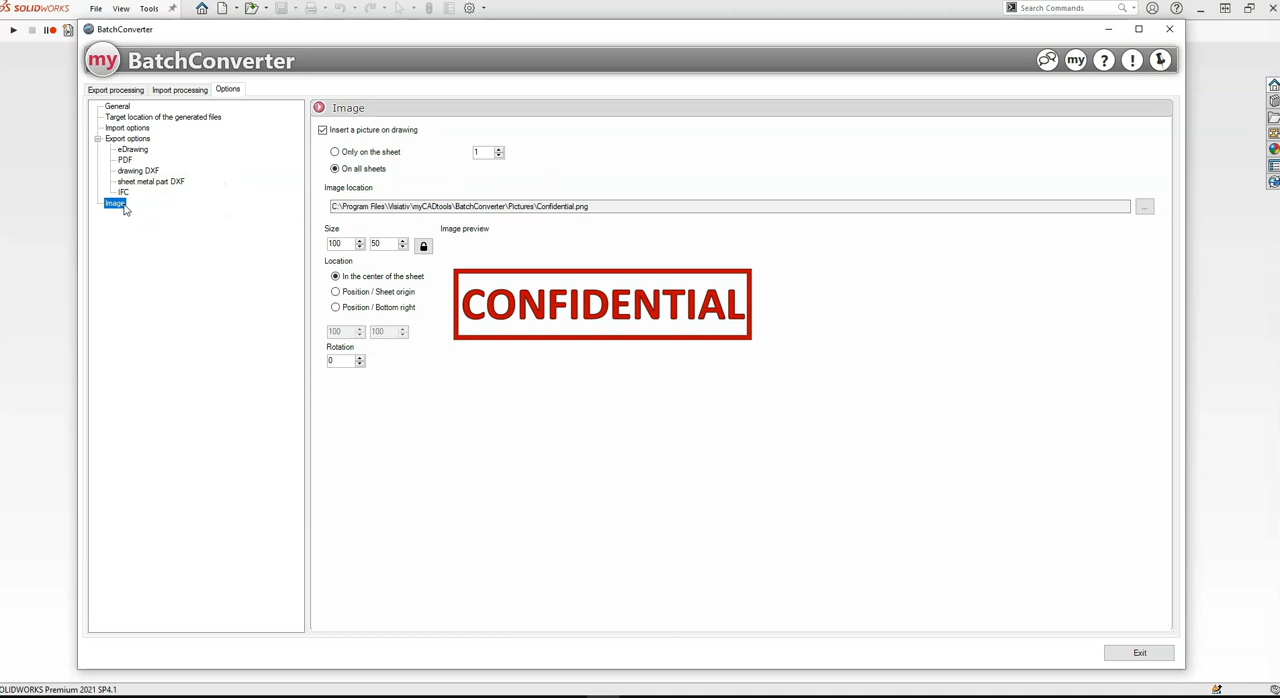 SOLIDWORKS File View Tools Search Commands
BatchConverter
my BatchConverter my ? !
Export processing Import processing Options
General
Target location of the generated files
Import options
Export options
eDrawing
PDF
drawing DXF
sheet metal part DXF
IFC
Image
Image
Insert a picture on drawing
Only on the sheet 1
On all sheets
Image location
C:\Program Files\Visiativ\myCADtools\BatchConverter\Pictures\Confidential.png ...
Size Image preview
100 50
Location
In the center of the sheet
Position / Sheet origin
Position / Bottom right
100 100
Rotation
0
CONFIDENTIAL
Exit
OLIDWORKS Premium 2021 SP4.1